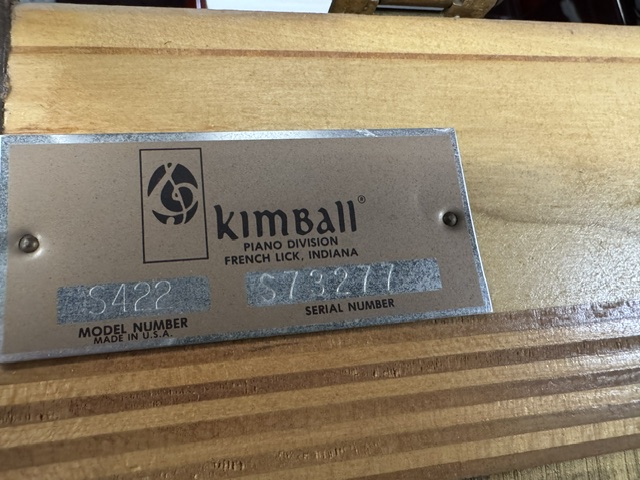 KIMBALL®
PIANO DIVISION
FRENCH LICK, INDIANA
S422
S73277
MODEL NUMBER
SERIAL NUMBER
MADE IN U.S.A.